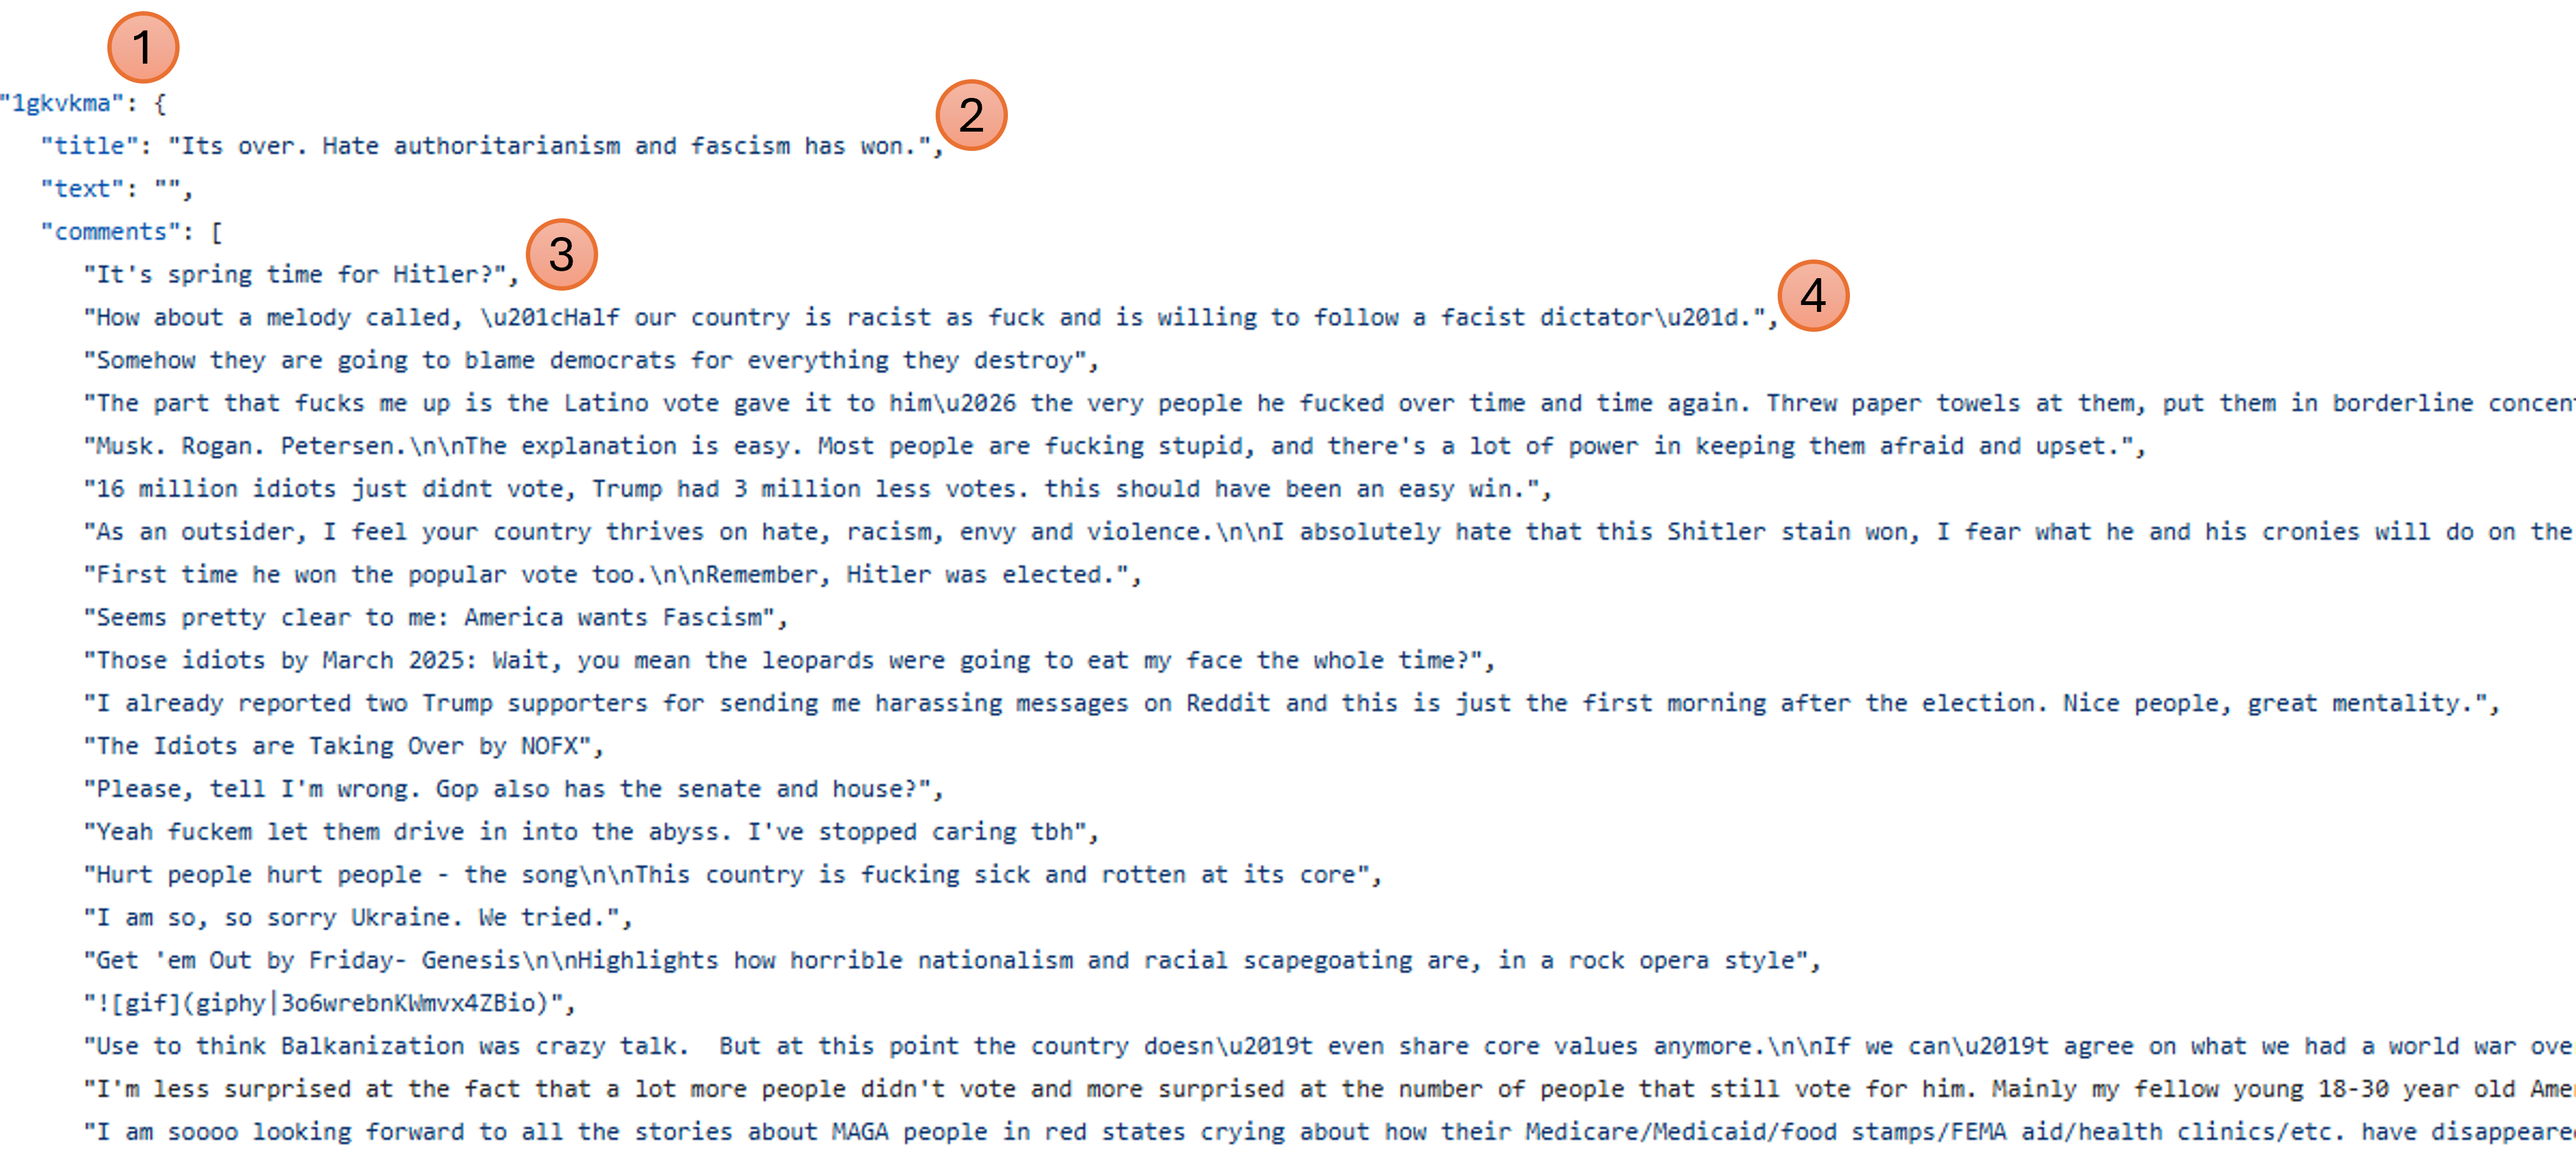 1
"1gkvkma": {
2
"title": "Its over. Hate authoritarianism and fascism has won.",
"text": "",
"comments": [
3
"It's spring time for Hitler?",
4
"How about a melody called, \u201cHalf our country is racist as fuck and is willing to follow a facist dictator\u201d.",
"Somehow they are going to blame democrats for everything they destroy",
"The part that fucks me up is the Latino vote gave it to him\u2026 the very people he fucked over time and time again. Threw paper towels at them, put them in borderline
"Musk. Rogan. Petersen.\n\nThe explanation is easy. Most people are fucking stupid, and there's a lot of power in keeping them afraid and upset.",
"16 million idiots just didnt vote, Trump had 3 million less votes. this should have been an easy win.",
"As an outsider, I feel your country thrives on hate, racism, envy and violence.\n\nI absolutely hate that this Shitler stain won, I fear what he and his cronies will do on the
"First time he won the popular vote too.\n\nRemember, Hitler was elected.",
"Seems pretty clear to me: America wants Fascism",
"Those idiots by March 2025: Wait, you mean the leopards were going to eat my face the whole time?",
"I already reported two Trump supporters for sending me harassing messages on Reddit and this is just the first morning after the election. Nice people, great mentality.",
"The Idiots are Taking Over by NOFX",
"Please, tell I'm wrong. Gop also has the senate and house?",
"Yeah fuckem let them drive in into the abyss. I've stopped caring tbh",
"Hurt people hurt people - the song\n\nThis country is fucking sick and rotten at its core",
"I am so, so sorry Ukraine. We tried.",
"Get 'em Out by Friday- Genesis\n\nHighlights how horrible nationalism and racial scapegoating are, in a rock opera style",
"![gif](giphy|3o6wrebnKWmvx4ZBio)",
"Use to think Balkanization was crazy talk.  But at this point the country doesn\u2019t even share core values anymore.\n\nIf we can\u2019t agree on what we had a world war
"I'm less surprised at the fact that a lot more people didn't vote and more surprised at the number of people that still vote for him. Mainly my fellow young 18-30 year old
"I am soooo looking forward to all the stories about MAGA people in red states crying about how their Medicare/Medicaid/food stamps/FEMA aid/health clinics/etc. have